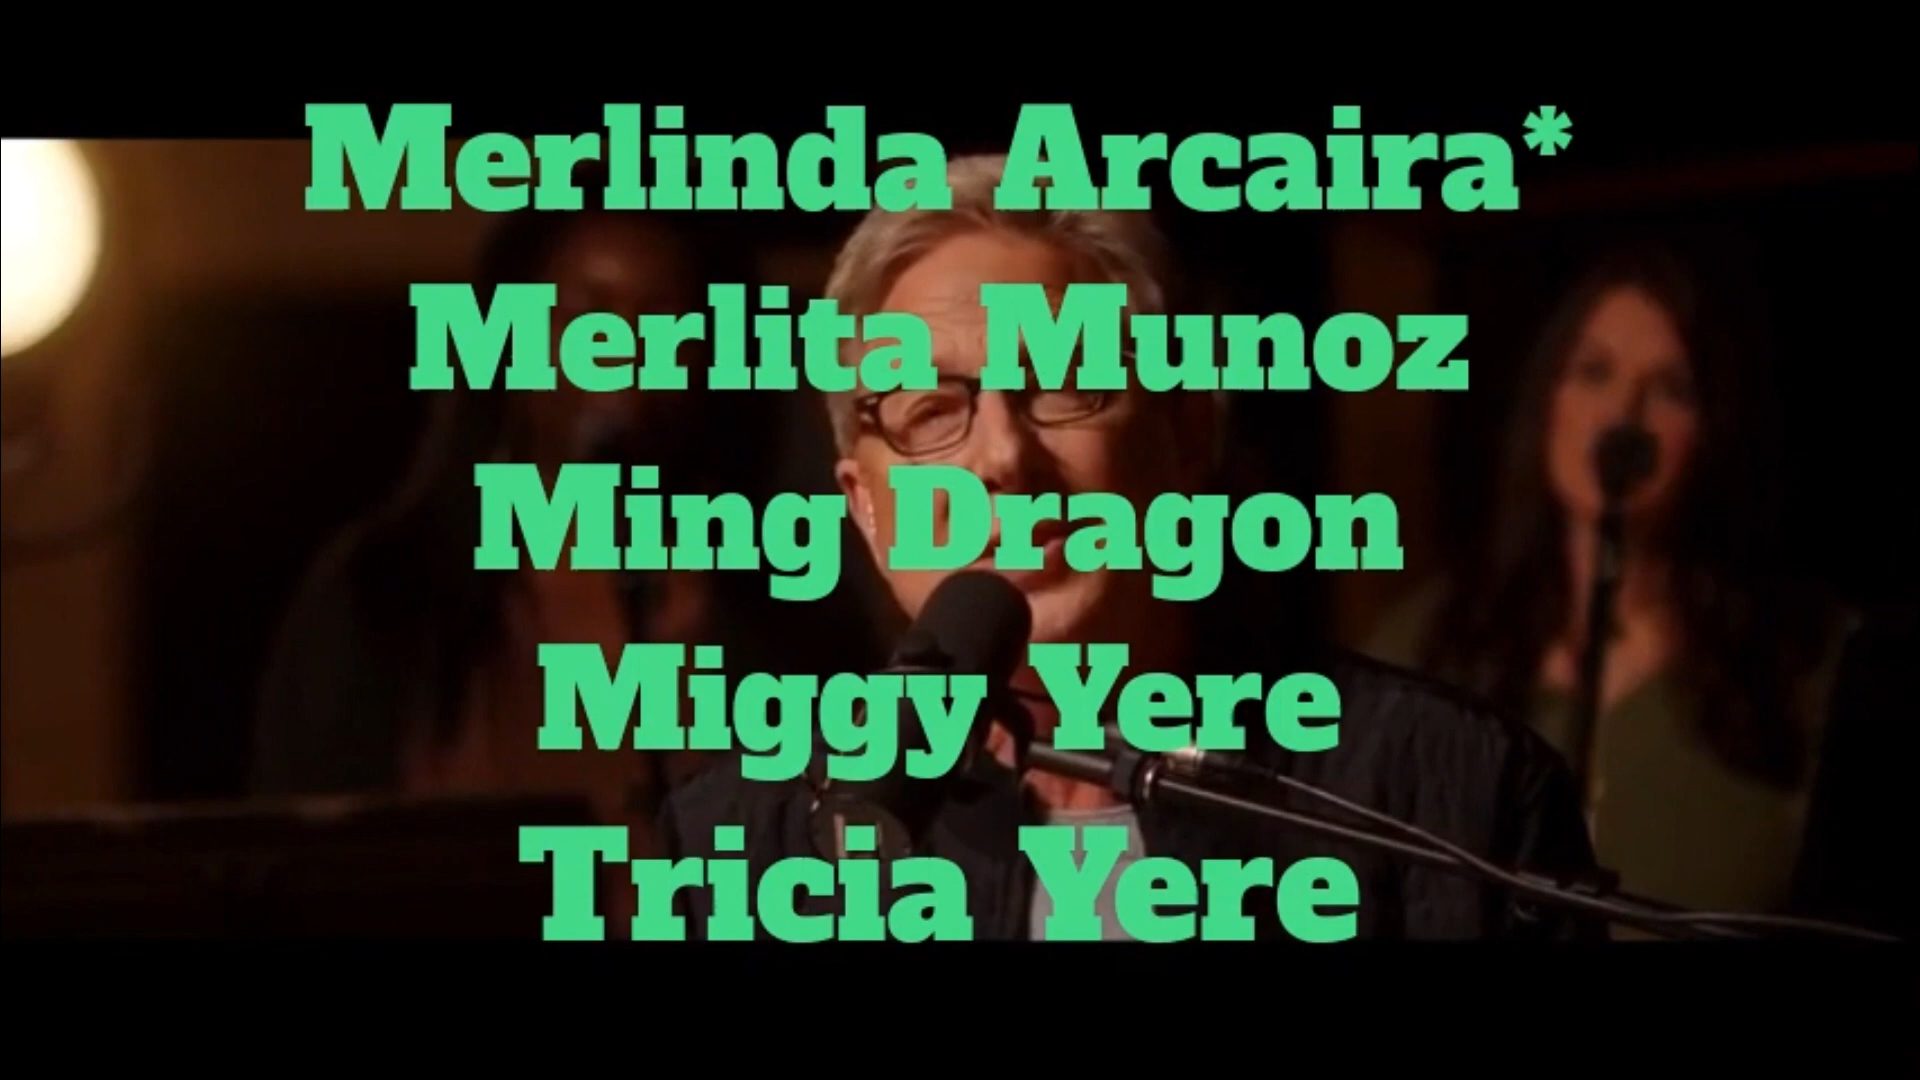 Merlinda Arcaira*
Merlita Munoz
Ming Dragon
Miggy Yere
Tricia Yere